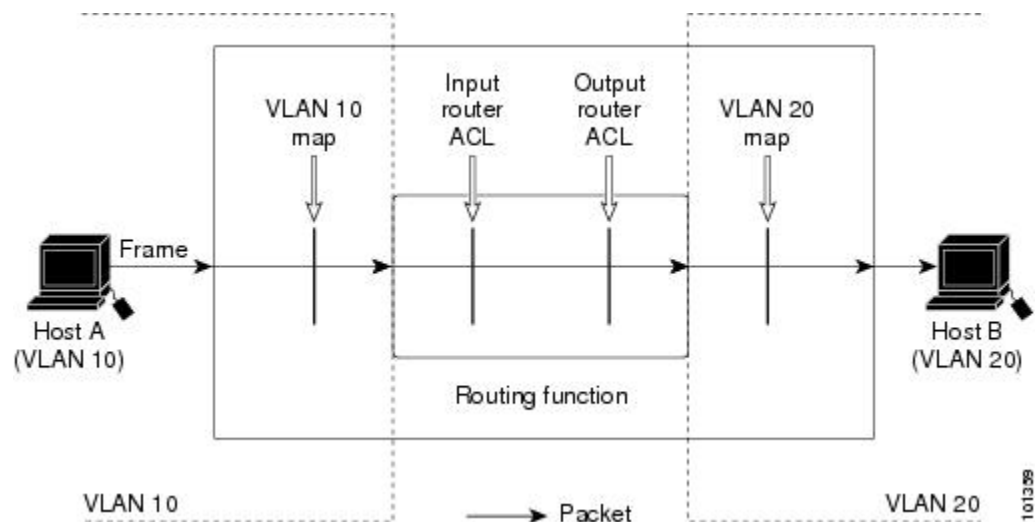 VLAN 10
map
Input
router
ACL
Output
router
ACL
VLAN 20
map
Frame
Host A
(VLAN 10)
Host B
(VLAN 20)
Routing function
VLAN 10
Packet
VLAN 20
101359